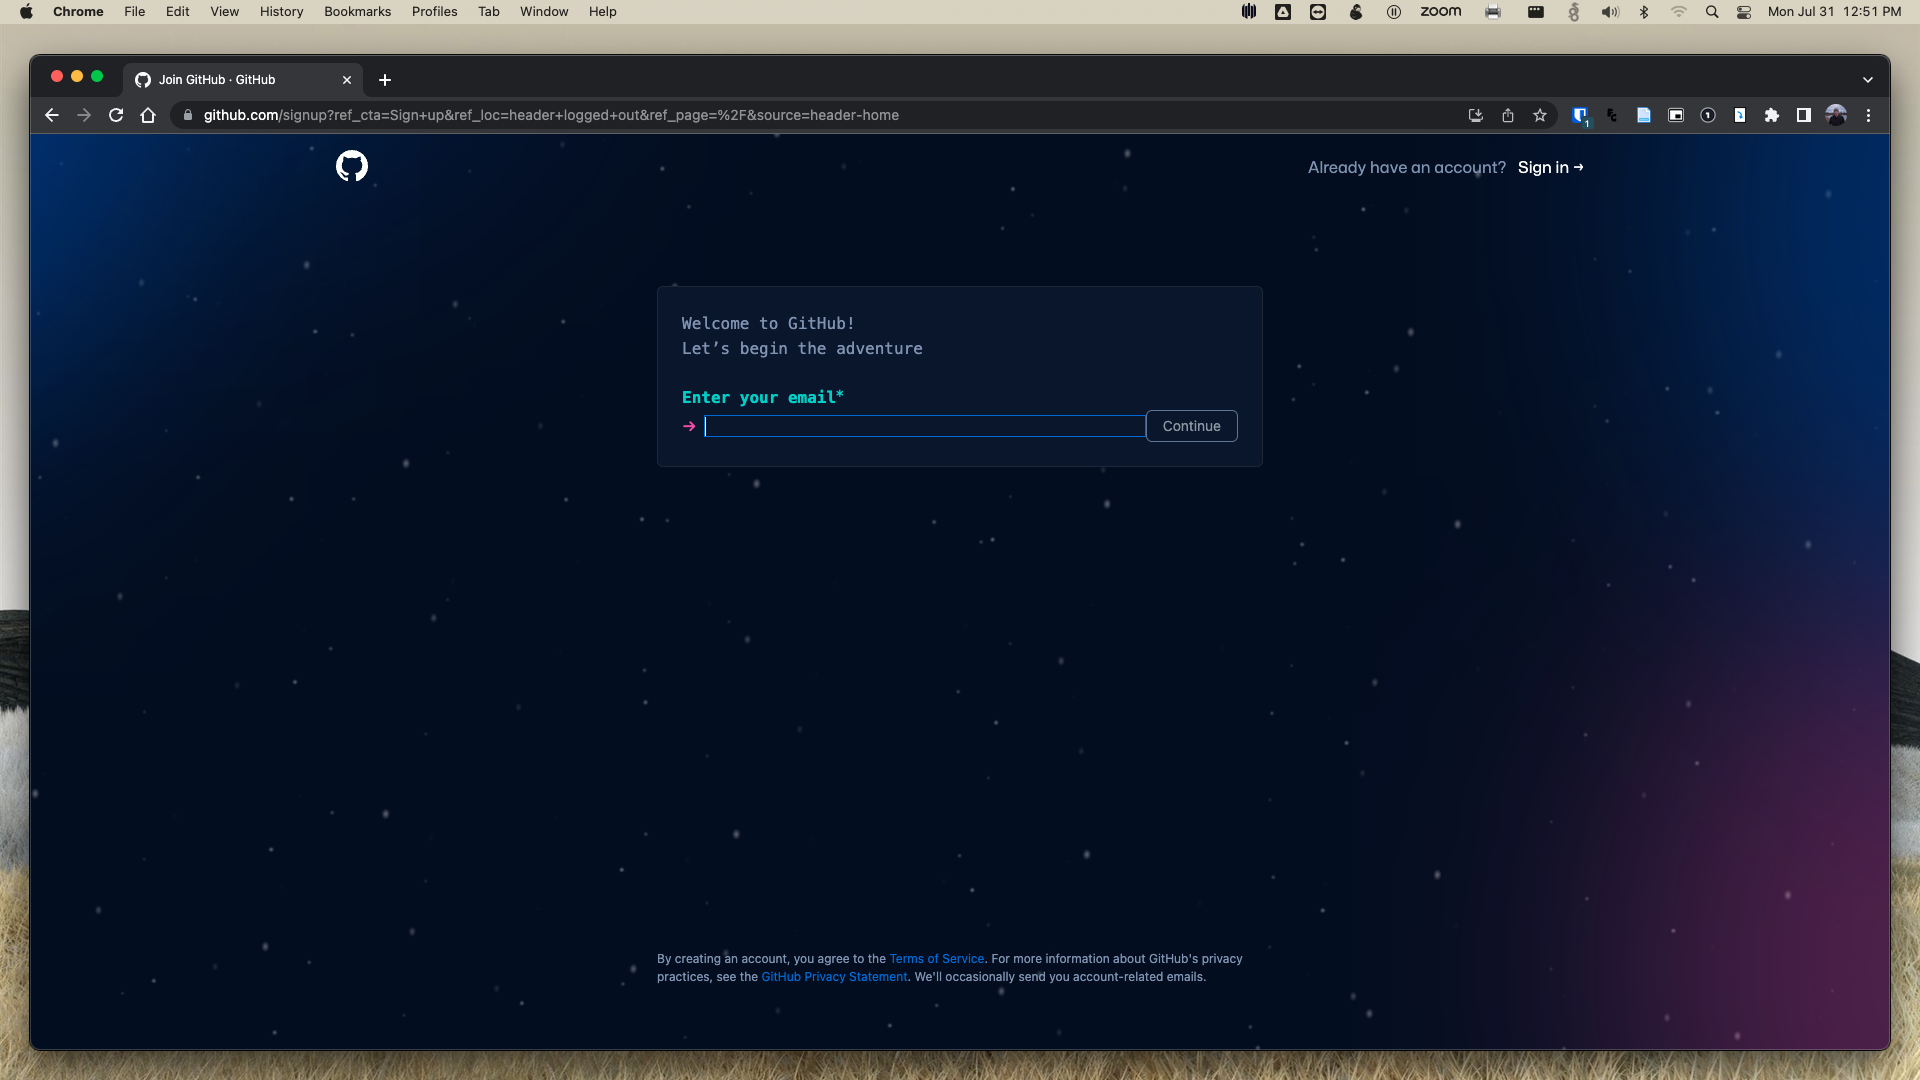 Chrome File Edit View History Bookmarks Profiles Tab Window Help zoom Mon Jul 31 12:51 PM
Join GitHub · GitHub
github.com/signup?ref_cta=Sign+up&ref_loc=header+logged+out&ref_page=%2F&source=header-home
1
Already have an account? Sign in →
Welcome to GitHub!
Let’s begin the adventure
Enter your email*
→ Continue
By creating an account, you agree to the Terms of Service. For more information about GitHub's privacy
practices, see the GitHub Privacy Statement. We'll occasionally send you account-related emails.